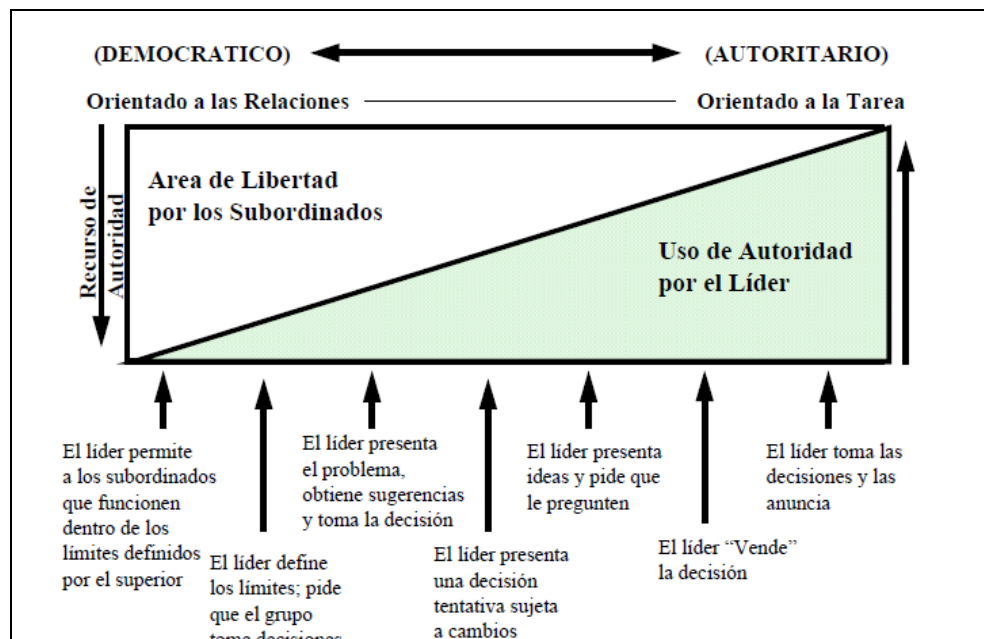 (DEMOCRATICO)
(AUTORITARIO)
Orientado a las Relaciones
Orientado a la Tarea
Recurso de
Autoridad
Area de Libertad
por los Subordinados
Uso de Autoridad
por el Líder
El líder permite
a los subordinados
que funcionen
dentro de los
límites definidos
por el superior
El líder define
los límites; pide
que el grupo
tome decisiones
El líder presenta
el problema,
obtiene sugerencias
y toma la decisión
El líder presenta
una decisión
tentativa sujeta
a cambios
El líder presenta
ideas y pide que
le pregunten
El líder “Vende”
la decisión
El líder toma las
decisiones y las
anuncia